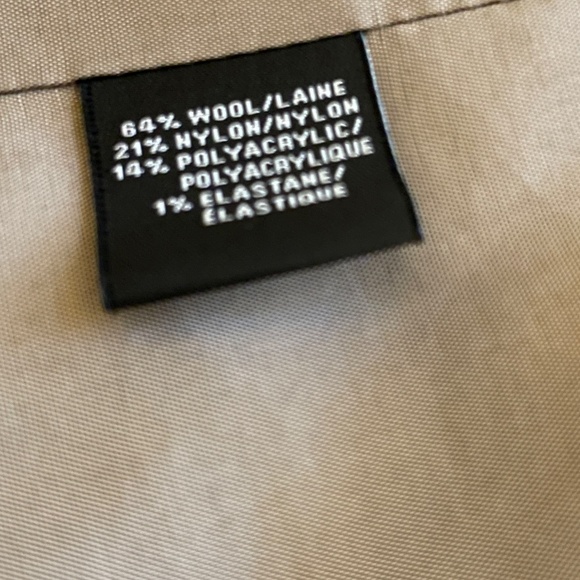 64% WOOL/LAINE
21% NYLON/NYLON
14% POLYACRYLIC/
POLYACRYLIQUE
1% ELASTANE/
ÉLASTIQUE